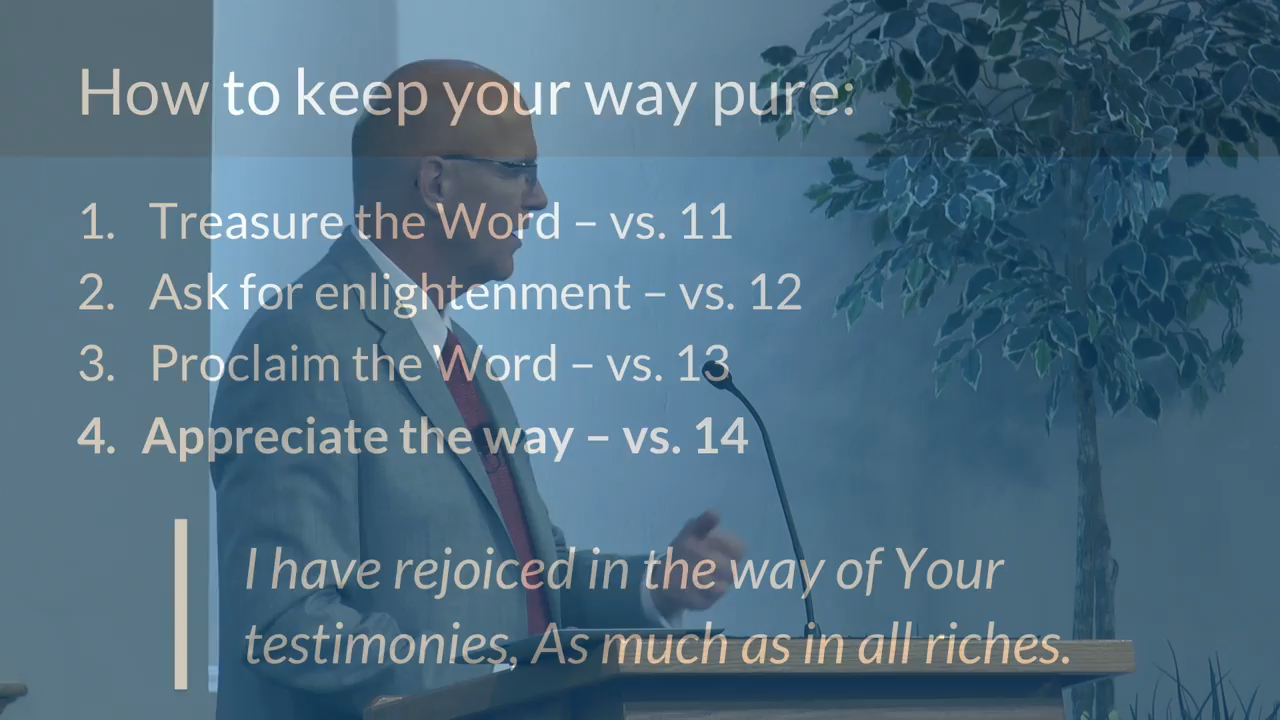 How to keep your way pure:
1. Treasure the Word – vs. 11
2. Ask for enlightenment – vs. 12
3. Proclaim the Word – vs. 13
4. Appreciate the way – vs. 14
I have rejoiced in the way of Your
testimonies, As much as in all riches.